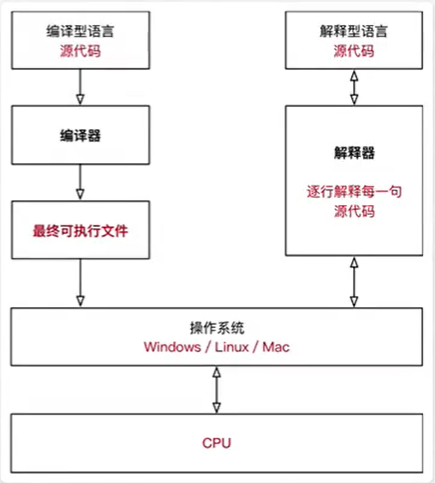 编译型语言
源代码
解释型语言
源代码
编译器
解释器
逐行解释每一句
源代码
最终可执行文件
操作系统
Windows / Linux / Mac
CPU